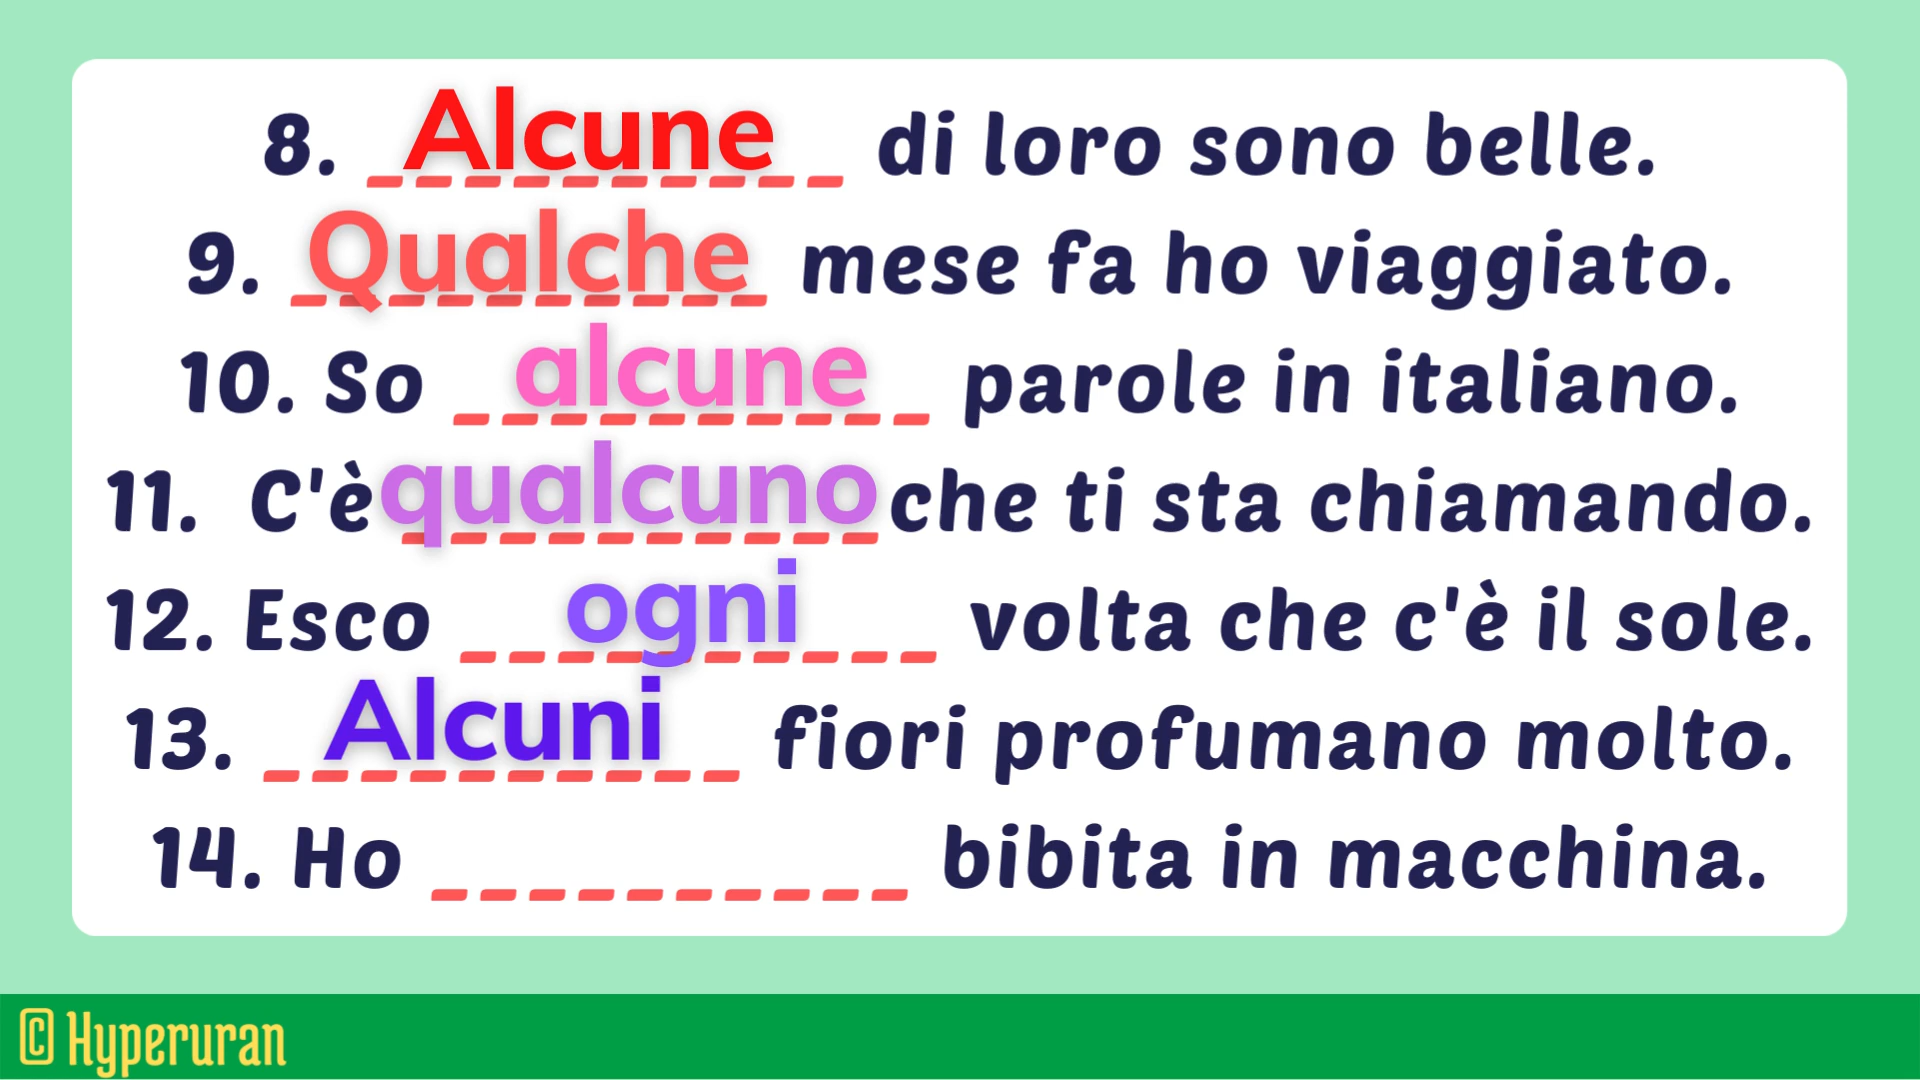 8. Alcune di loro sono belle.
9. Qualche mese fa ho viaggiato.
10. So alcune parole in italiano.
11. C'è qualcuno che ti sta chiamando.
12. Esco ogni volta che c'è il sole.
13. Alcuni fiori profumano molto.
14. Ho __________ bibita in macchina.
© Hyperuran